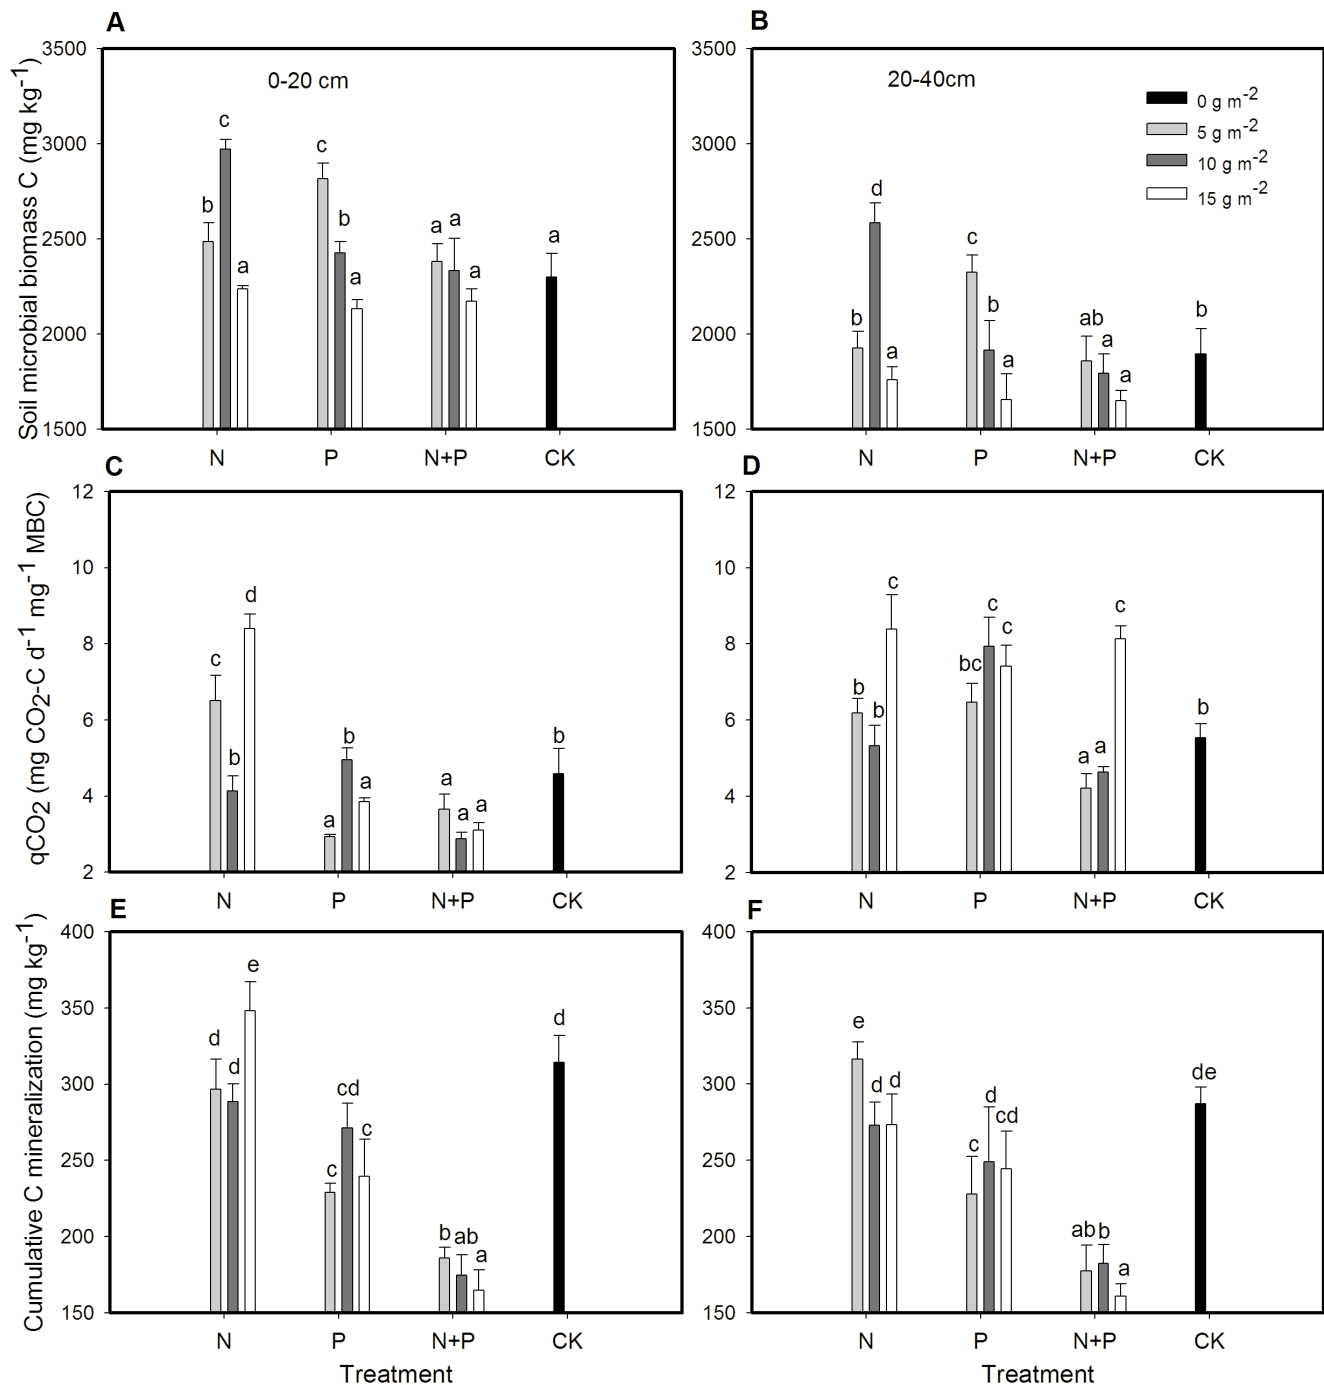 A
B
3500
3000
2500
2000
1500
Soil microbial biomass C (mg kg-1)
0-20 cm
b
c
a
c
b
a
a
a
a
a
N
P
N+P
CK
3500
3000
2500
2000
1500
20-40cm
0 g m-2
5 g m-2
10 g m-2
15 g m-2
b
d
a
c
b
a
ab
a
a
b
N
P
N+P
CK
C
D
12
10
8
6
4
2
qCO2 (mg CO2-C d-1 mg-1 MBC)
c
b
d
a
b
a
a
a
a
b
N
P
N+P
CK
12
10
8
6
4
2
b
b
c
bc
c
c
a
a
c
b
N
P
N+P
CK
E
F
400
350
300
250
200
150
Cumulative C mineralization (mg kg-1)
d
d
e
c
cd
c
b
ab
a
d
N
P
N+P
CK
Treatment
400
350
300
250
200
150
e
d
d
c
d
cd
ab
b
a
de
N
P
N+P
CK
Treatment